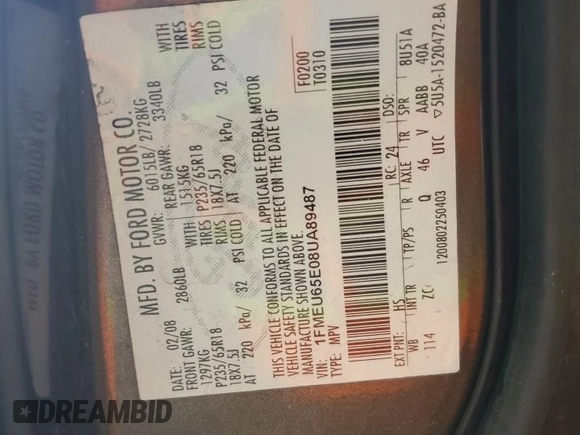 MFD. BY FORD MOTOR CO.
DATE: 02/08 GVWR: 6015LB/ 2728KG
FRONT GAWR: 2860LB REAR GAWR: 3340LB
1297KG WITH 1515KG WITH
P235/65R18 TIRES P235/65R18 TIRES
18X7.5J RIMS 18X7.5J RIMS
AT 220 kPa/ 32 PSI COLD AT 220 kPa/ 32 PSI COLD
THIS VEHICLE CONFORMS TO ALL APPLICABLE FEDERAL MOTOR
VEHICLE SAFETY STANDARDS IN EFFECT ON THE DATE OF
MANUFACTURE SHOWN ABOVE.
VIN: 1FMEU65E08UA89487
TYPE: MPV
F0200
T0310
EXT PNT: HS RC: 24 DSO:
INT TR TP/PS R AXLE TR SPR BU51A
114 ZC Q 46 V AABB 40A
1200802250403 UTC 5U5A-1520472-BA
DREAMBID